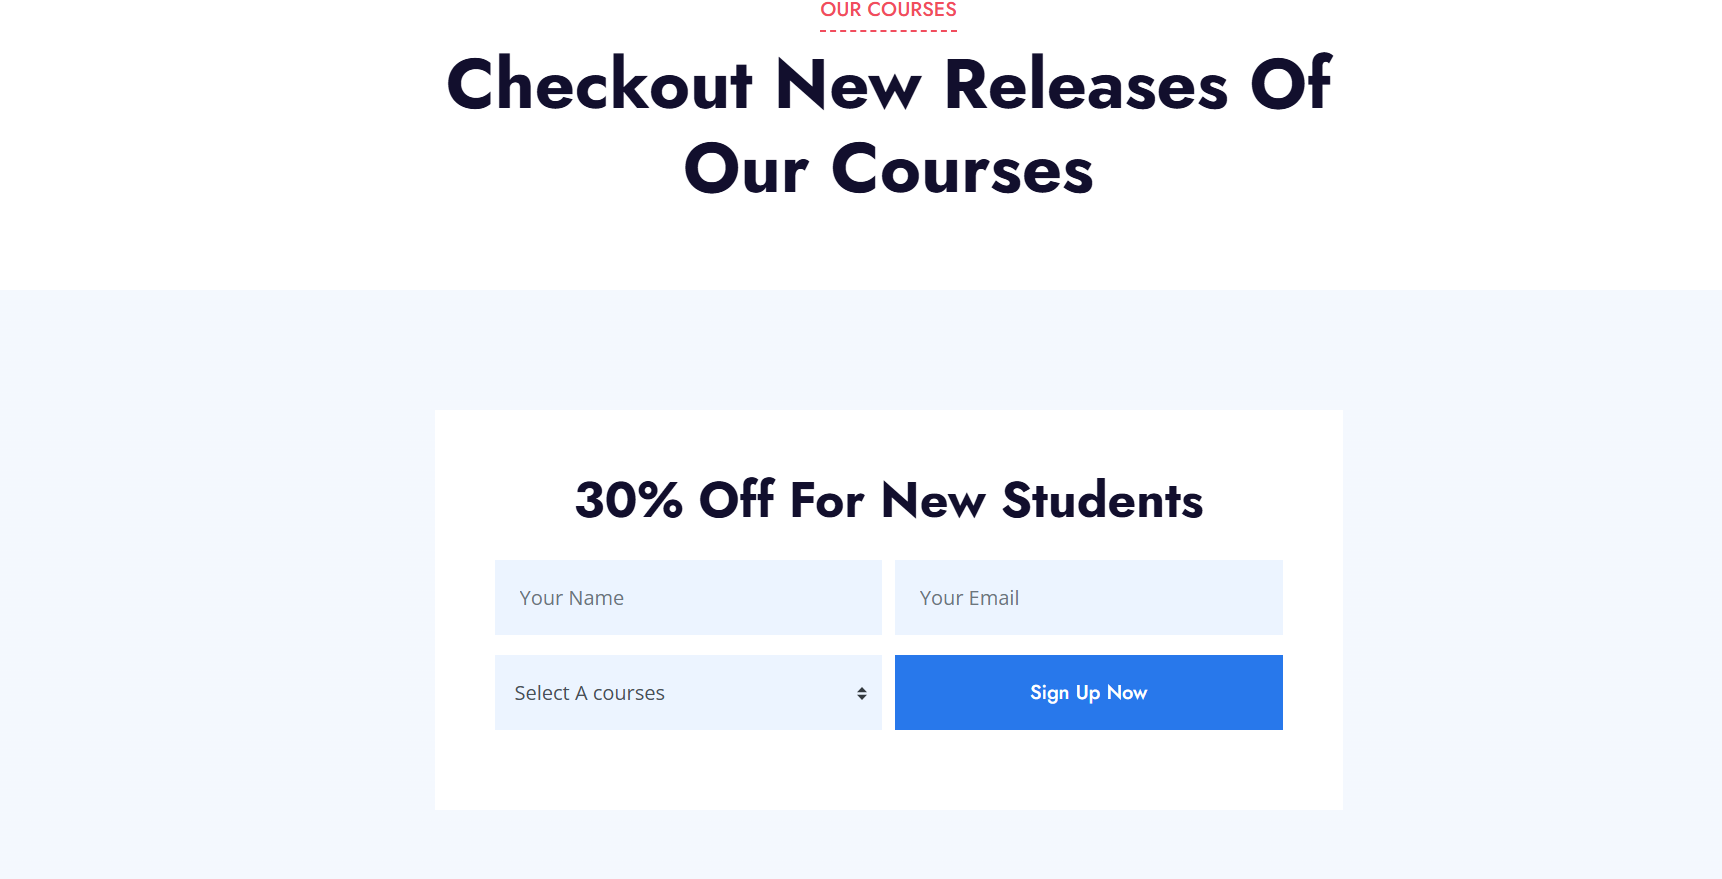 OUR COURSES
Checkout New Releases Of
Our Courses
30% Off For New Students
Your Name
Your Email
Select A courses
Sign Up Now